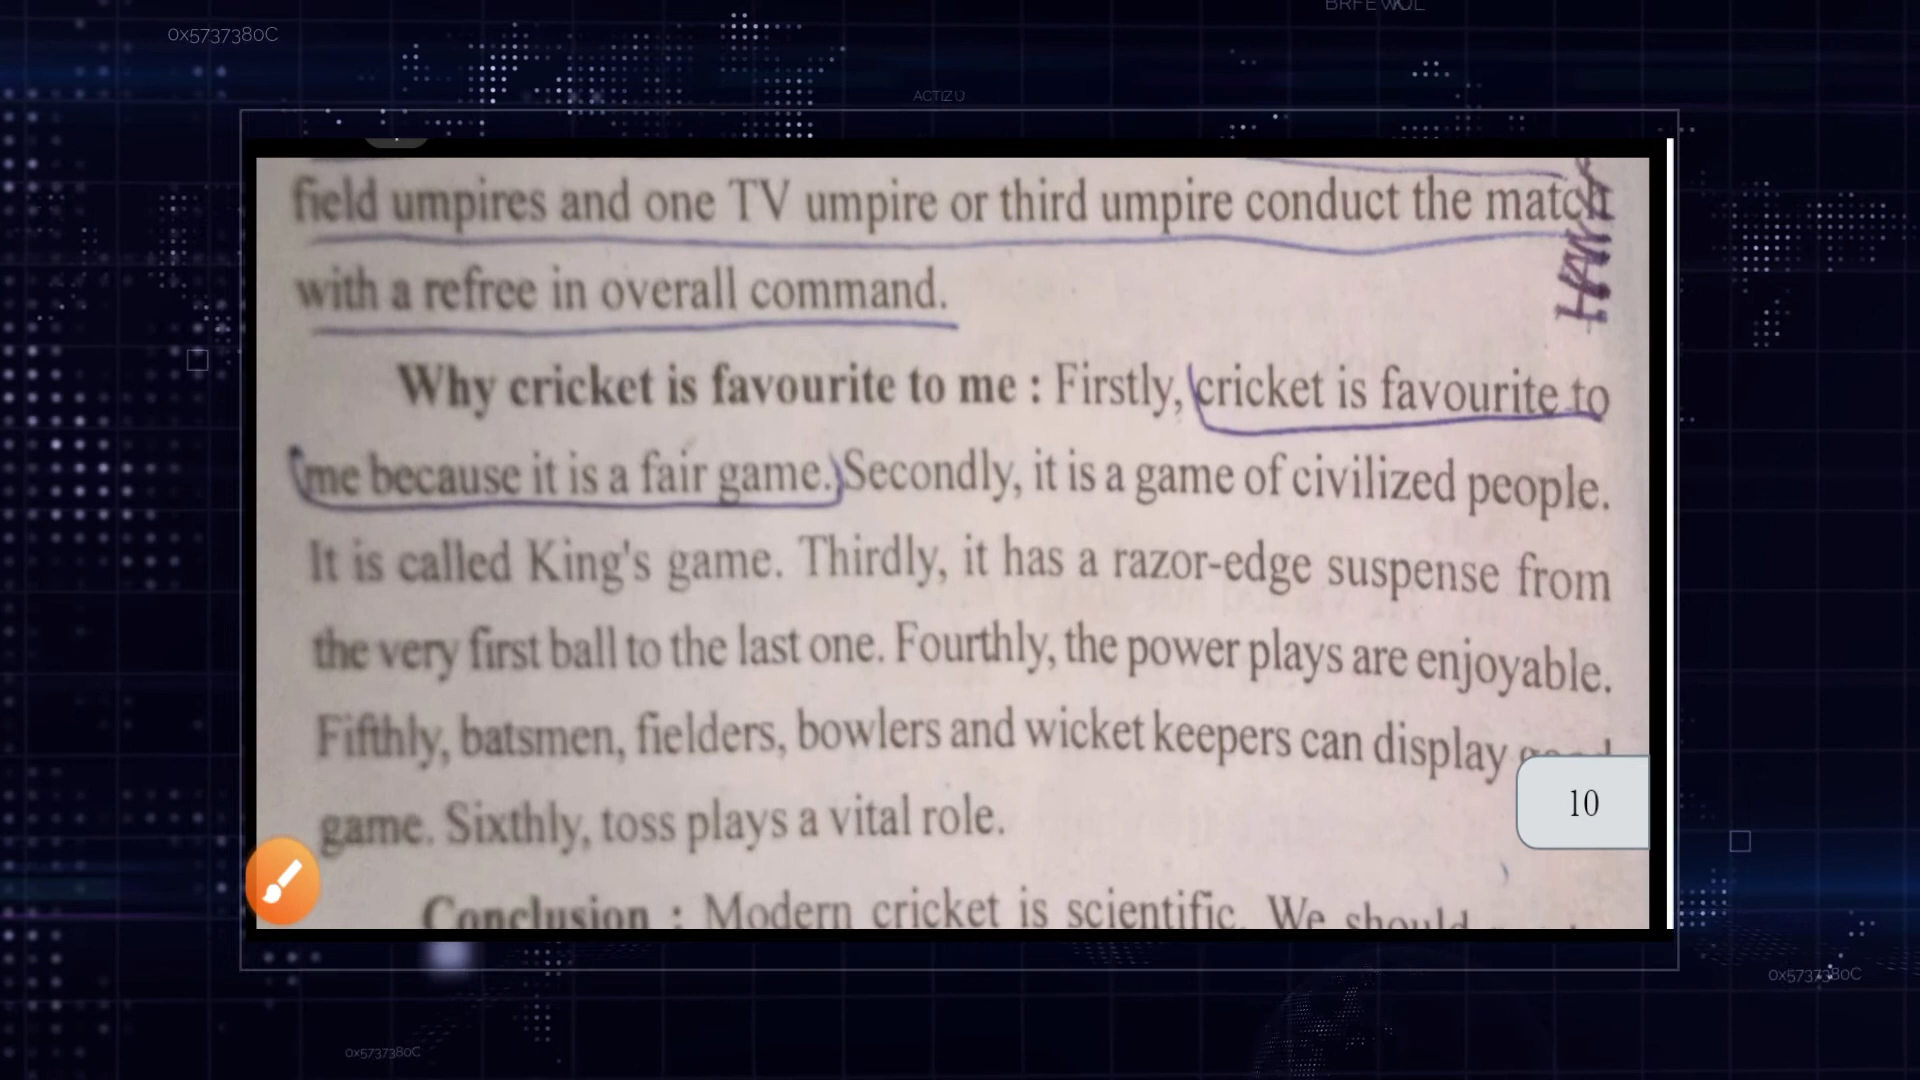 BRFEWQL
0x5737380C
ACTIZU
field umpires and one TV umpire or third umpire conduct the match
with a refree in overall command.
Why cricket is favourite to me : Firstly, cricket is favourite to
me because it is a fair game. Secondly, it is a game of civilized people.
It is called King's game. Thirdly, it has a razor-edge suspense from
the very first ball to the last one. Fourthly, the power plays are enjoyable.
Fifthly, batsmen, fielders, bowlers and wicket keepers can display
game. Sixthly, toss plays a vital role.
10
Conclusion : Modern cricket is scientific. We should
0x5737380C
0x5737380C